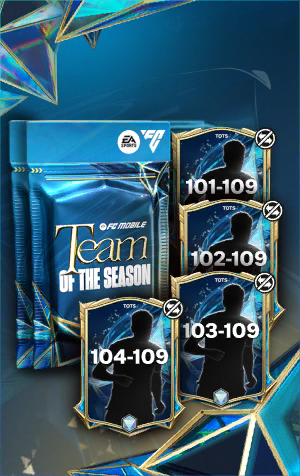 EA
SPORTS
FC
TOTS
101-109
TOTS
102-109
FC MOBILE
Team
OF THE SEASON
TOTS
103-109
TOTS
104-109